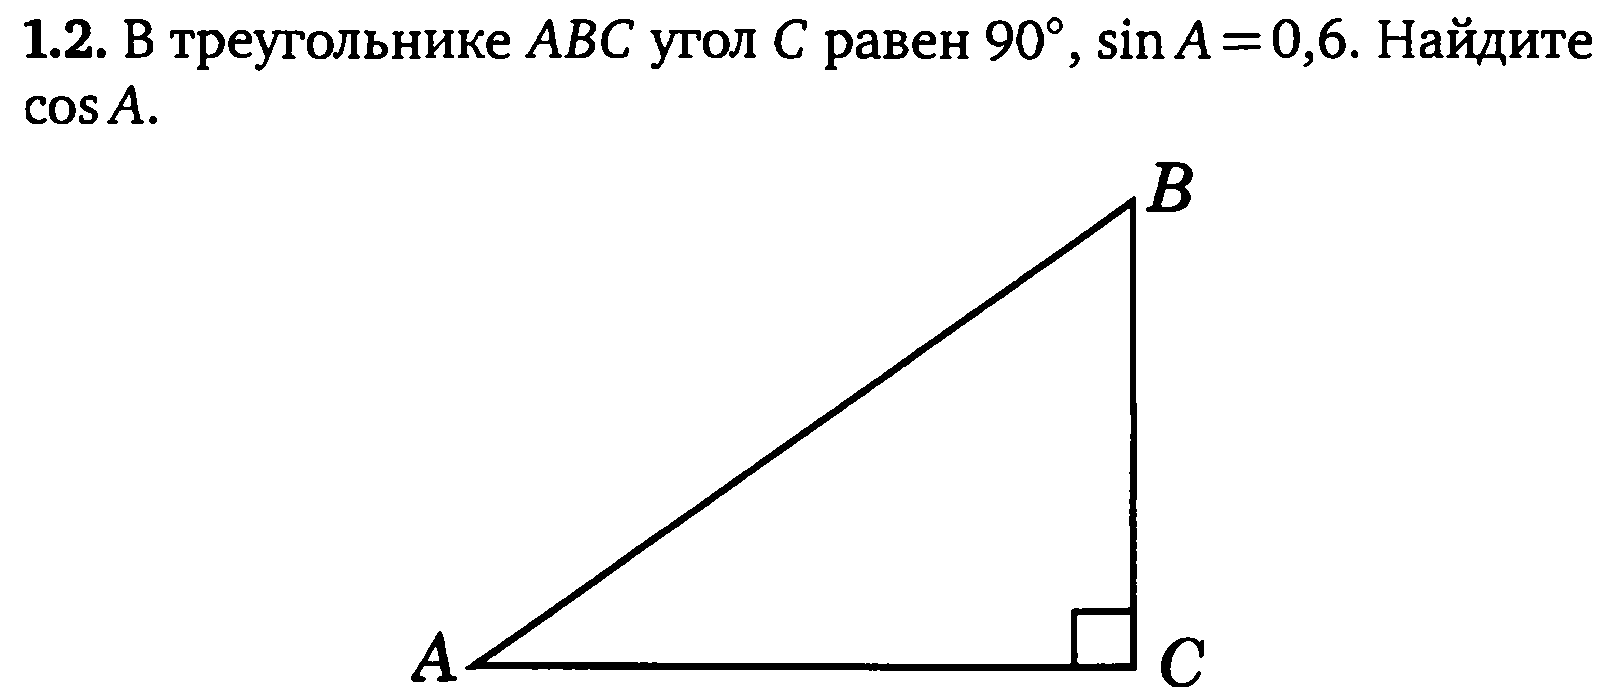 1.2. В треугольнике ABC угол C равен 90°, sin A = 0,6. Найдите
cos A.
B
A
C